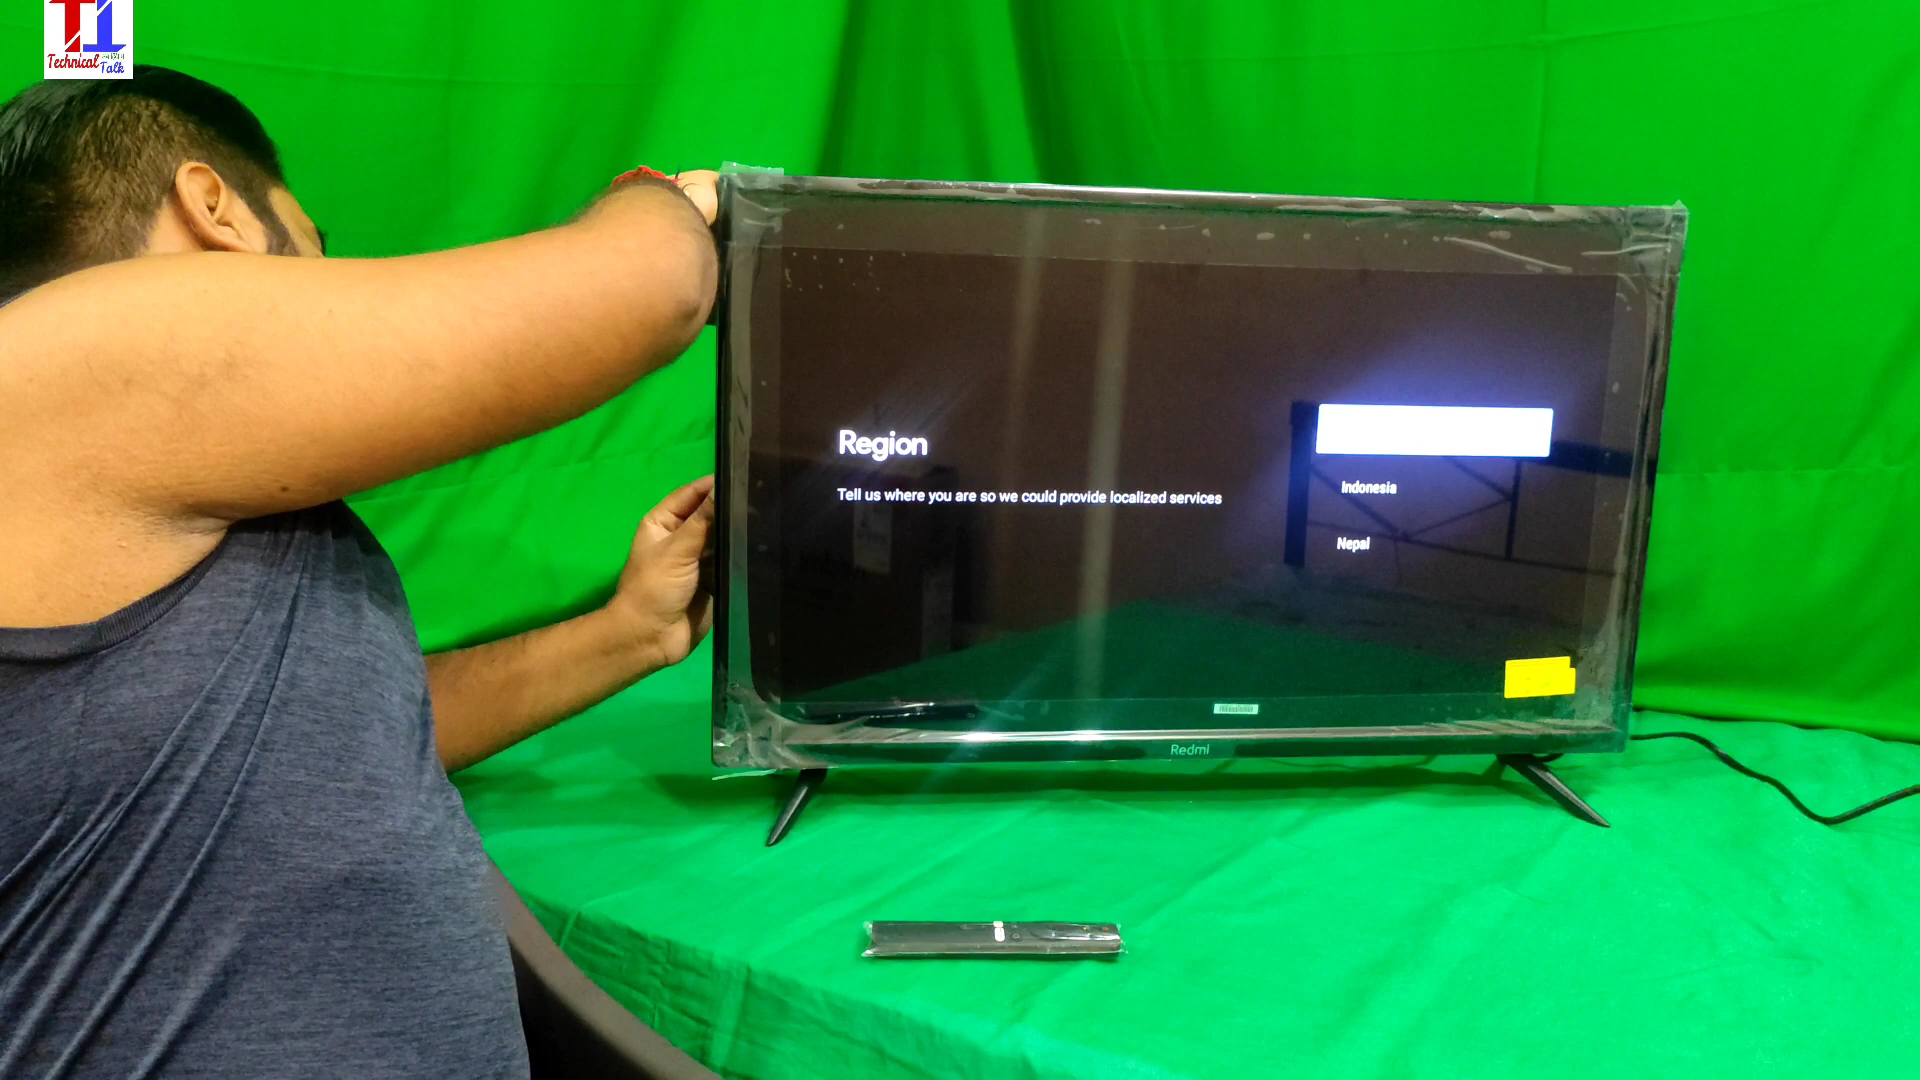 Technical
Talk
Region
Tell us where you are so we could provide localized services
Indonesia
Nepal
Redmi